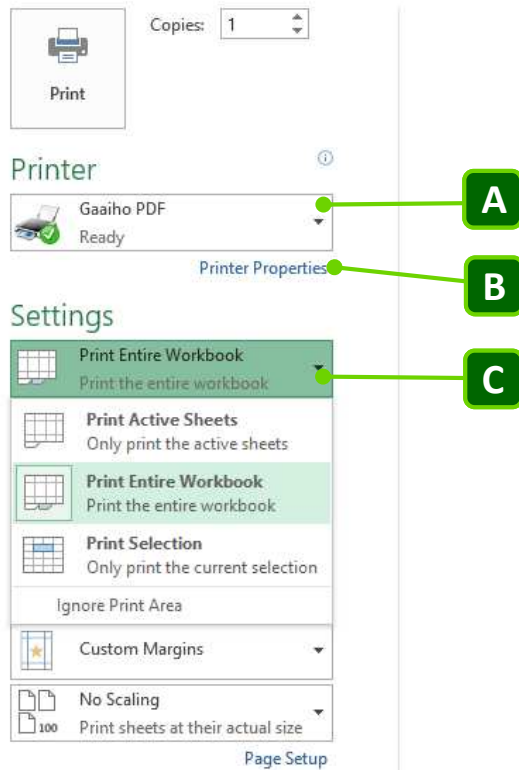 Copies: 1
Print
Printer
Gaaiho PDF
Ready
A
Printer Properties
B
Settings
Print Entire Workbook
Print the entire workbook
C
Print Active Sheets
Only print the active sheets
Print Entire Workbook
Print the entire workbook
Print Selection
Only print the current selection
Ignore Print Area
Custom Margins
No Scaling
100 Print sheets at their actual size
Page Setup